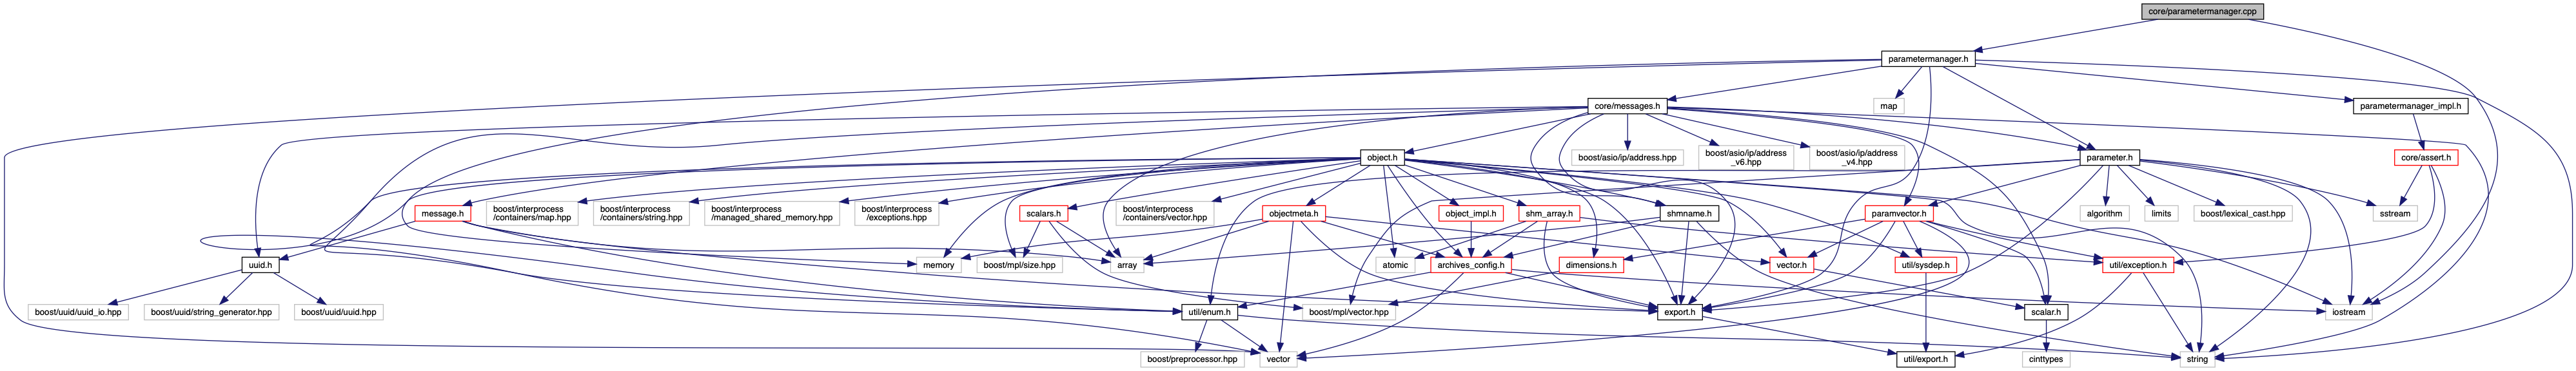 core/parametermanager.cpp
parametermanager.h
core/messages.h
map
parametermanager_impl.h
object.h
boost/asio/ip/address.hpp
boost/asio/ip/address
_v6.hpp
boost/asio/ip/address
_v4.hpp
parameter.h
core/assert.h
message.h
boost/interprocess
/containers/map.hpp
boost/interprocess
/containers/string.hpp
boost/interprocess
/managed_shared_memory.hpp
boost/interprocess
/exceptions.hpp
scalars.h
boost/interprocess
/containers/vector.hpp
objectmeta.h
object_impl.h
shm_array.h
shmname.h
paramvector.h
algorithm
limits
boost/lexical_cast.hpp
sstream
uuid.h
memory
boost/mpl/size.hpp
array
atomic
archives_config.h
dimensions.h
vector.h
util/sysdep.h
util/exception.h
boost/uuid/uuid_io.hpp
boost/uuid/string_generator.hpp
boost/uuid/uuid.hpp
util/enum.h
boost/mpl/vector.hpp
export.h
scalar.h
iostream
boost/preprocessor.hpp
vector
util/export.h
cinttypes
string